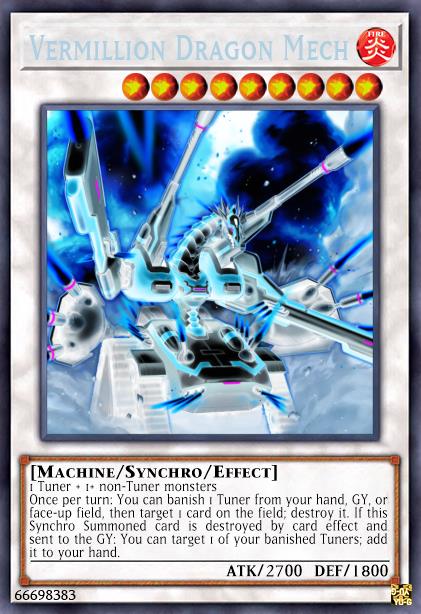 Vermillion Dragon Mech
FIRE
炎
[Machine/Synchro/Effect]
1 Tuner + 1+ non-Tuner monsters
Once per turn: You can banish 1 Tuner from your hand, GY, or
face-up field, then target 1 card on the field; destroy it. If this
Synchro Summoned card is destroyed by card effect and
sent to the GY: You can target 1 of your banished Tuners; add
it to your hand.
ATK/2700 DEF/1800
66698383